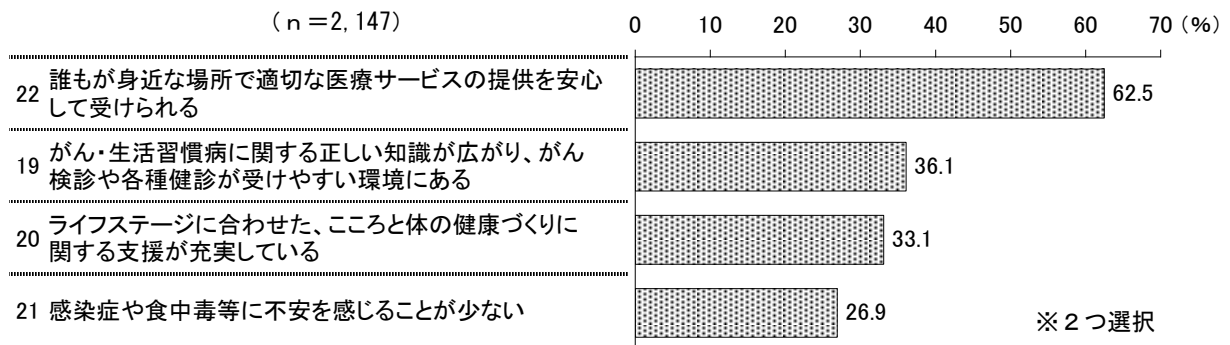 (n=2,147)
0 10 20 30 40 50 60 70 (%)
22 誰もが身近な場所で適切な医療サービスの提供を安心
して受けられる
62.5
19 がん・生活習慣病に関する正しい知識が広がり、がん
検診や各種健診が受けやすい環境にある
36.1
20 ライフステージに合わせた、こころと体の健康づくりに
関する支援が充実している
33.1
21 感染症や食中毒等に不安を感じることが少ない
26.9
※2つ選択